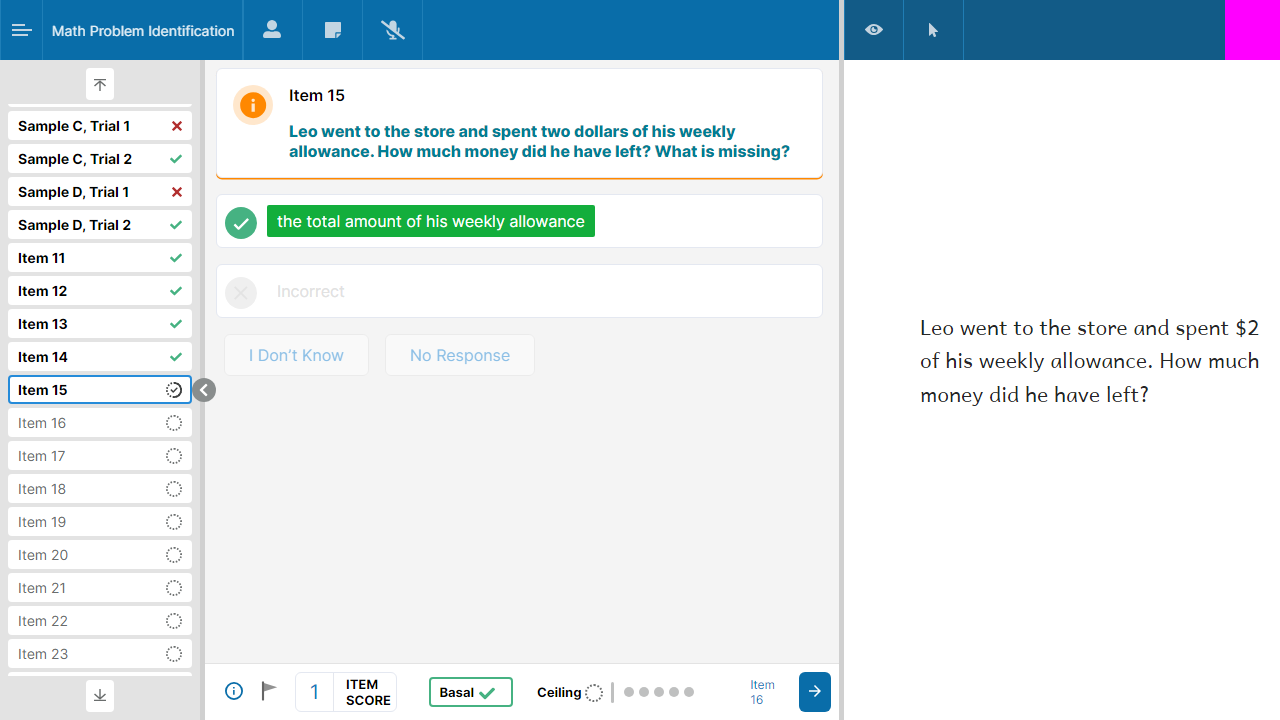 Math Problem Identification
Sample C, Trial 1
Sample C, Trial 2
Sample D, Trial 1
Sample D, Trial 2
Item 11
Item 12
Item 13
Item 14
Item 15
Item 16
Item 17
Item 18
Item 19
Item 20
Item 21
Item 22
Item 23
Item 15
Leo went to the store and spent two dollars of his weekly
allowance. How much money did he have left? What is missing?
the total amount of his weekly allowance
Incorrect
I Don’t Know
No Response
1
ITEM
SCORE
Basal
Ceiling
Item
16
Leo went to the store and spent $2
of his weekly allowance. How much
money did he have left?